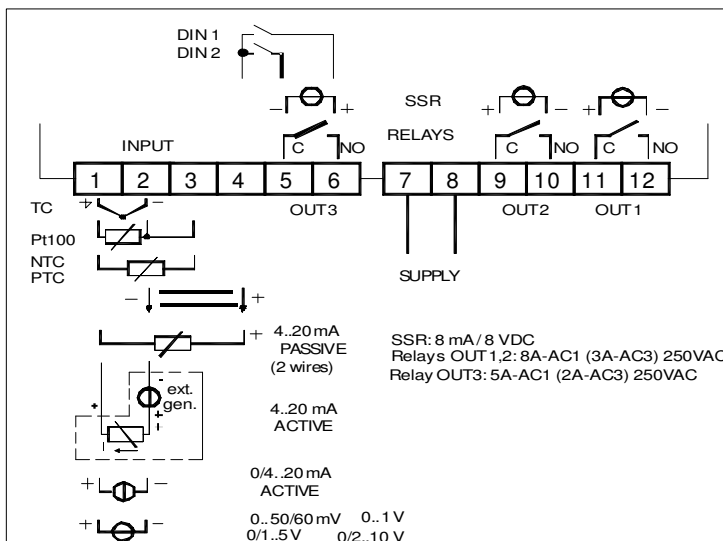 DIN 1
DIN 2
− + SSR + − + −
INPUT RELAYS
C NO C NO C NO
1 2 3 4 5 6 7 8 9 10 11 12
TC + − OUT3 OUT2 OUT1
Pt100
NTC
PTC
SUPPLY
− +
+ 4..20 mA
PASSIVE
(2 wires)
SSR: 8 mA / 8 VDC
Relays OUT1,2: 8A-AC1 (3A-AC3) 250VAC
Relay OUT3: 5A-AC1 (2A-AC3) 250VAC
- ext.
gen.
+ +
+
I
4..20 mA
ACTIVE
0/4..20 mA
ACTIVE
+ −
+ −
0..50/60 mV 0..1 V
0/1..5 V 0/2..10 V